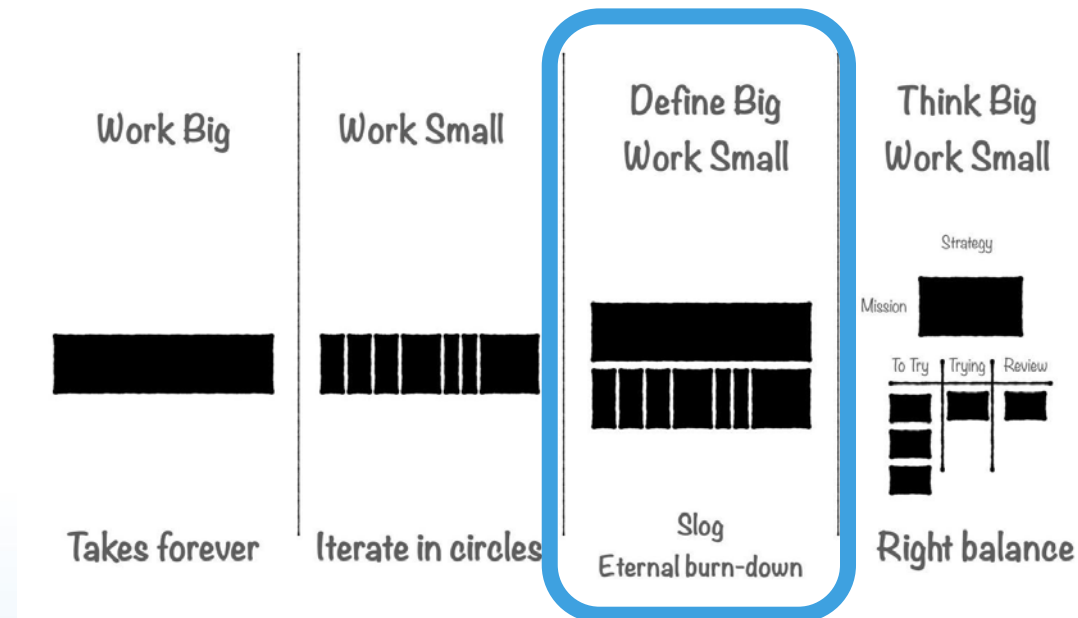 Work Big
Takes forever
Work Small
Iterate in circles
Define Big
Work Small
Slog
Eternal burn-down
Think Big
Work Small
Strategy
Mission
To Try
Trying
Review
Right balance